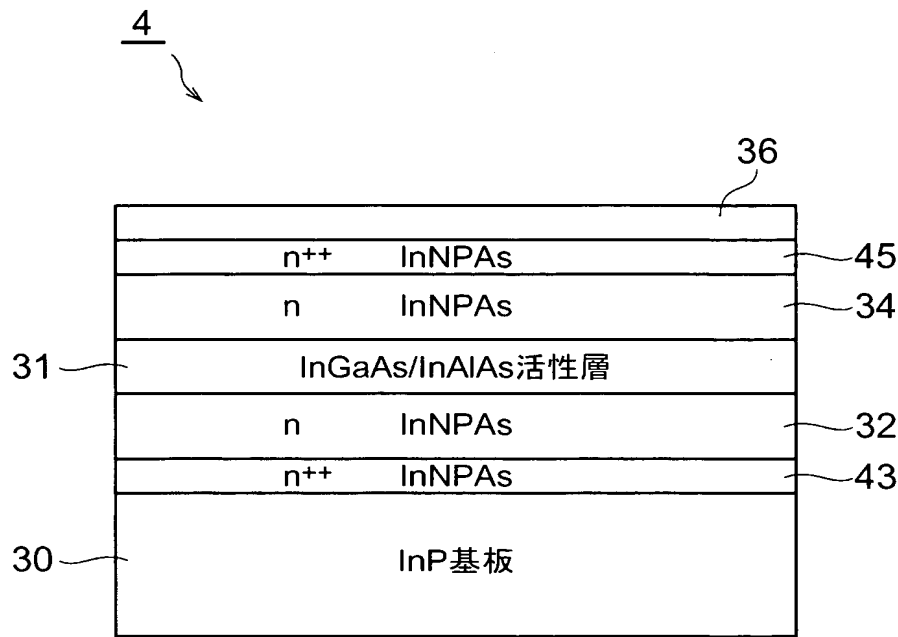 4
36
n++ InNPAs 45
n InNPAs 34
31 InGaAs/InAlAs活性層
n InNPAs 32
n++ InNPAs 43
30 InP基板